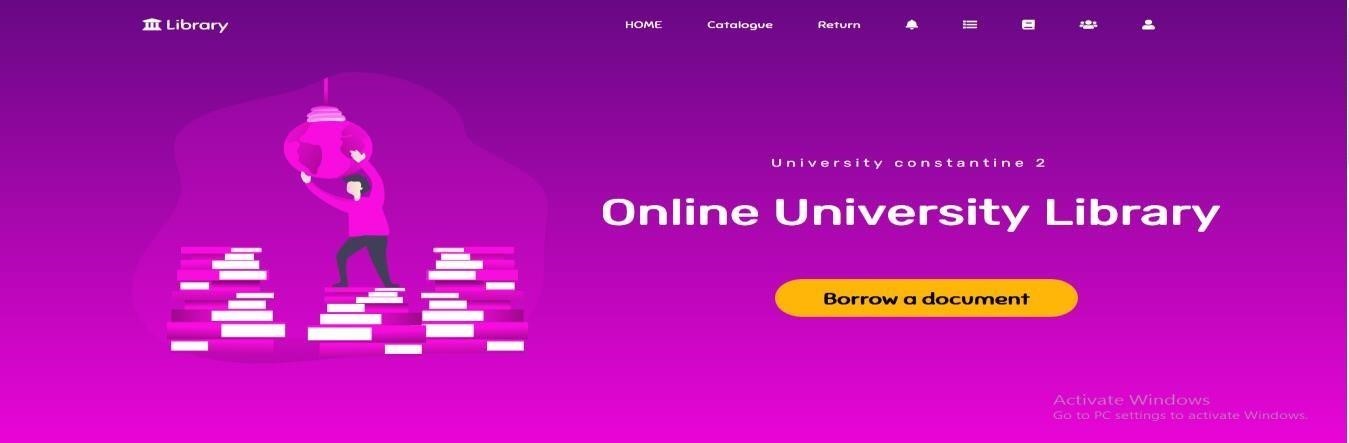 Library
HOME Catalogue Return
University constantine 2
Online University Library
Borrow a document
Activate Windows
Go to PC settings to activate Windows.